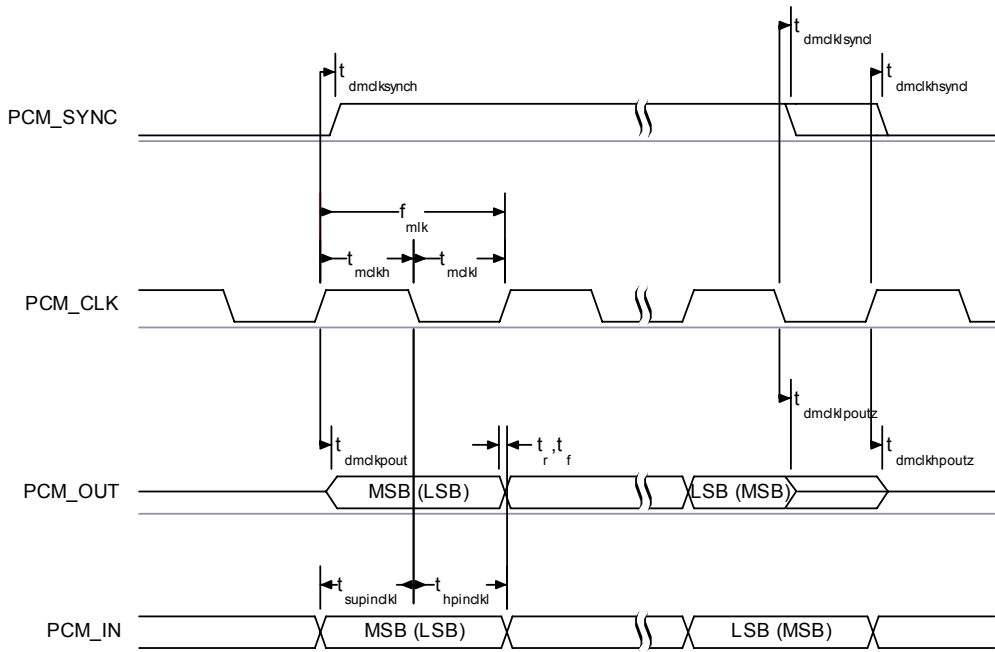 t dmclklsyncl
t dmclksynch
t dmclkhsyncl
PCM_SYNC
f mlk
t mclkh
t mclkl
PCM_CLK
t dmclklpoutz
t dmclkpout
t r ,t f
t dmclkhpoutz
PCM_OUT
MSB (LSB)
LSB (MSB)
t supinclkl
t hpinclkl
PCM_IN
MSB (LSB)
LSB (MSB)